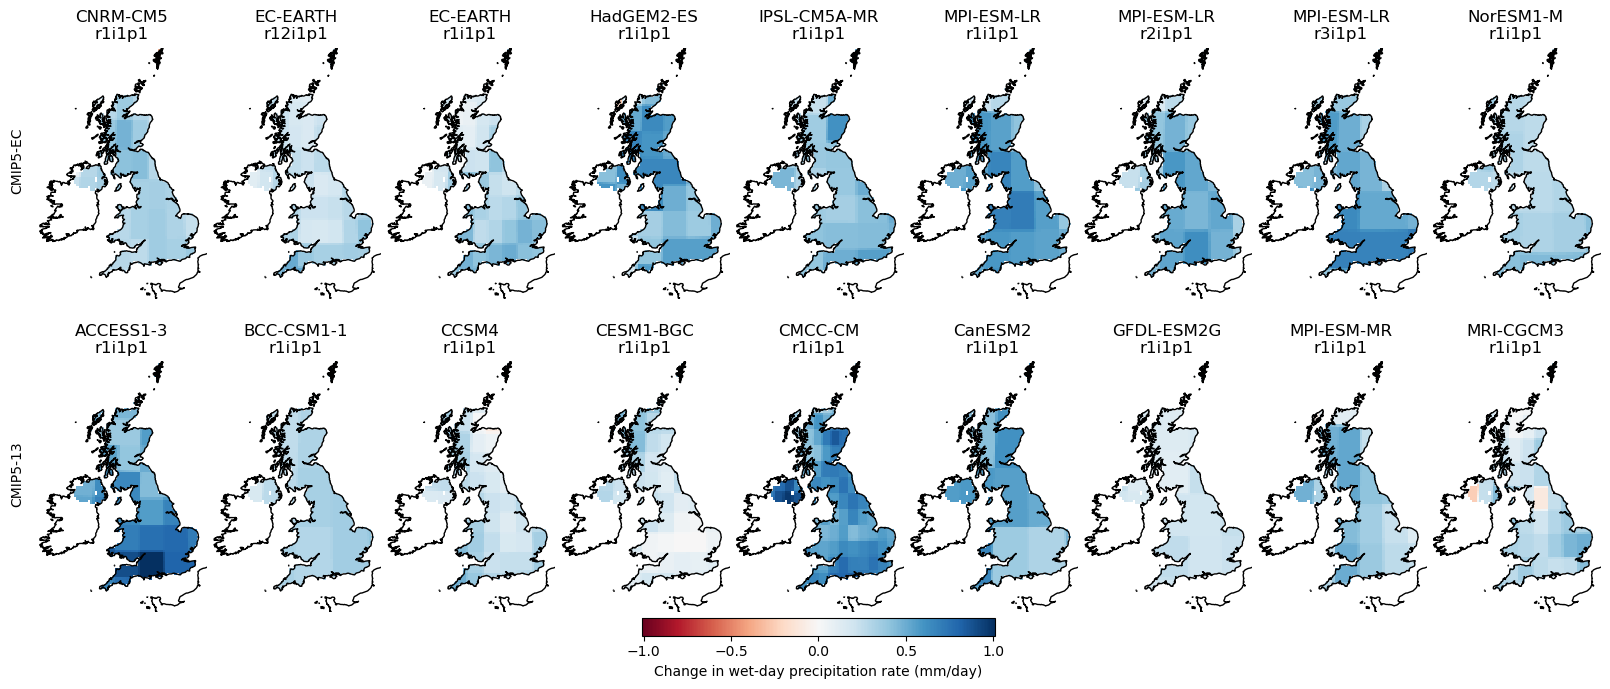 CNRM-CM5 EC-EARTH EC-EARTH HadGEM2-ES IPSL-CM5A-MR MPI-ESM-LR MPI-ESM-LR MPI-ESM-LR NorESM1-M
r1i1p1 r12i1p1 r1i1p1 r1i1p1 r1i1p1 r1i1p1 r2i1p1 r3i1p1 r1i1p1
CMIP5-EC
ACCESS1-3 BCC-CSM1-1 CCSM4 CESM1-BGC CMCC-CM CanESM2 GFDL-ESM2G MPI-ESM-MR MRI-CGCM3
r1i1p1 r1i1p1 r1i1p1 r1i1p1 r1i1p1 r1i1p1 r1i1p1 r1i1p1 r1i1p1
CMIP5-13
−1.0 −0.5 0.0 0.5 1.0
Change in wet-day precipitation rate (mm/day)